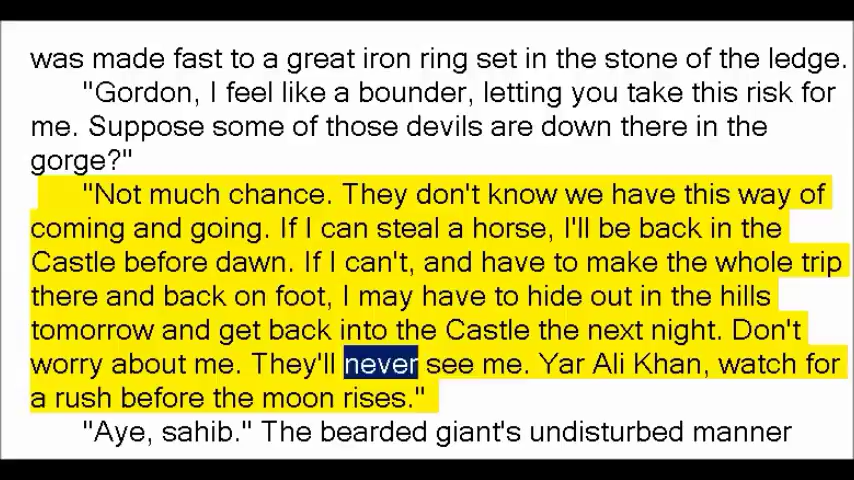 was made fast to a great iron ring set in the stone of the ledge.
"Gordon, I feel like a bounder, letting you take this risk for
me. Suppose some of those devils are down there in the
gorge?"
"Not much chance. They don't know we have this way of
coming and going. If I can steal a horse, I'll be back in the
Castle before dawn. If I can't, and have to make the whole trip
there and back on foot, I may have to hide out in the hills
tomorrow and get back into the Castle the next night. Don't
worry about me. They'll never see me. Yar Ali Khan, watch for
a rush before the moon rises."
"Aye, sahib." The bearded giant's undisturbed manner